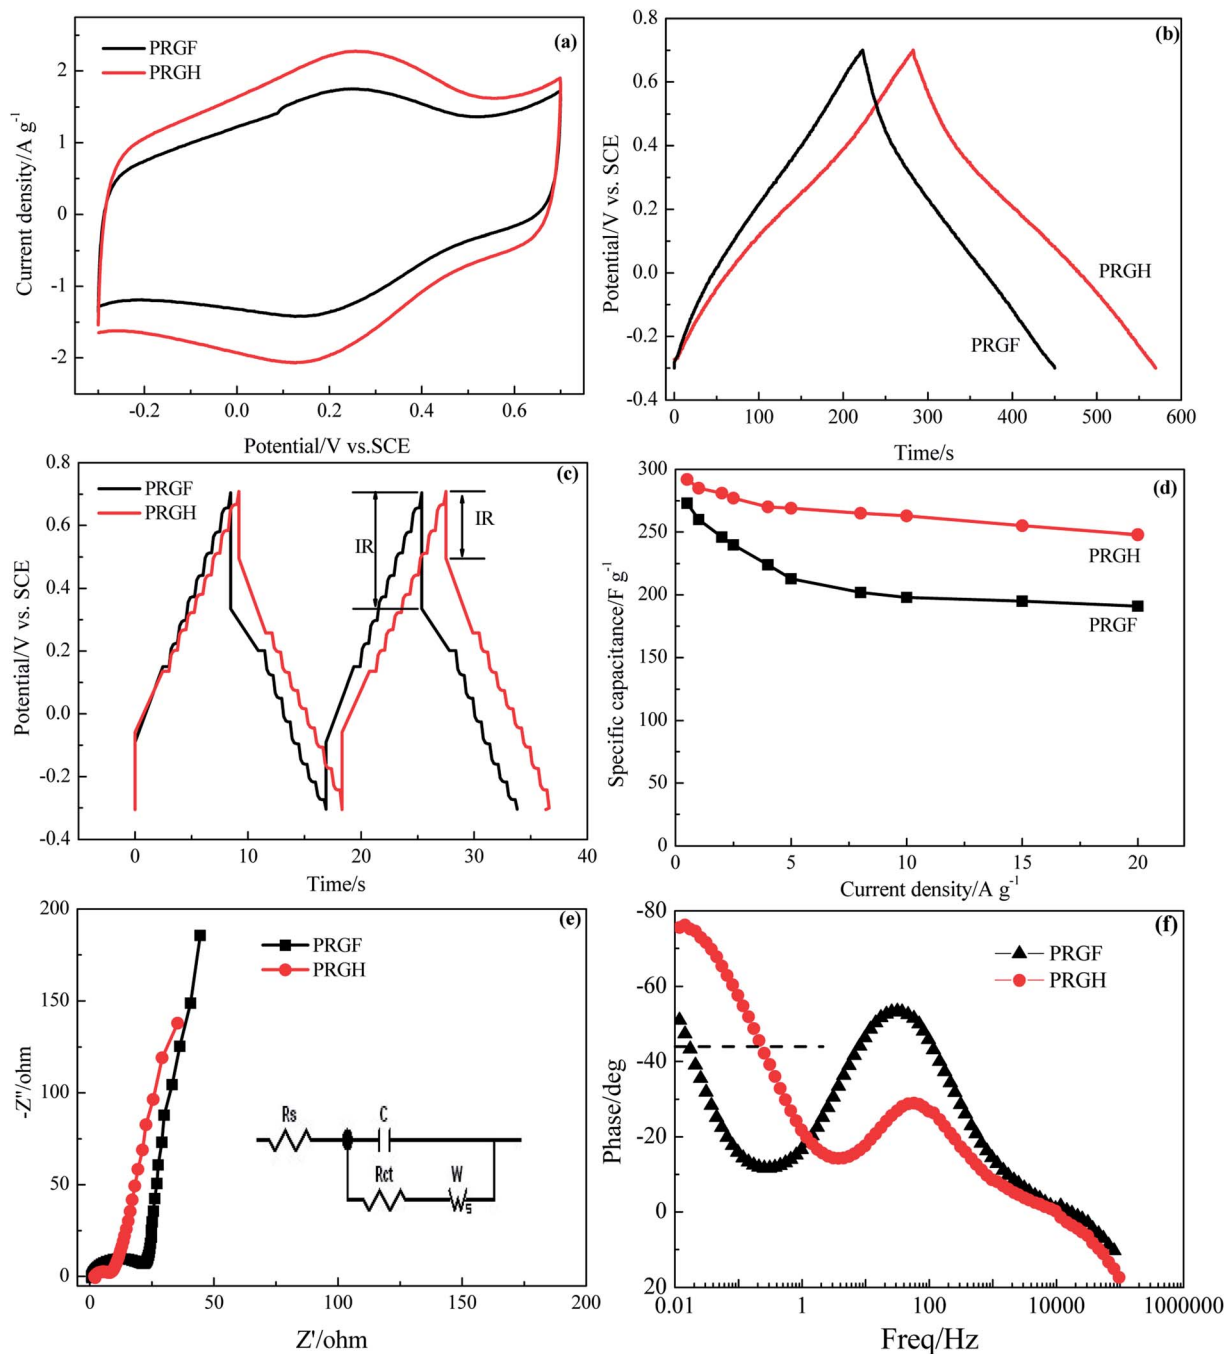 (a)
PRGF
PRGH
2
1
0
-1
-2
-0.2 0.0 0.2 0.4 0.6
Current density/A g⁻¹
Potential/V vs.SCE
(b)
0.8
0.4
0.0
-0.4
0 100 200 300 400 500 600
PRGH
PRGF
Potential/V vs. SCE
Time/s
(c)
PRGF
PRGH
IR
IR
0.8
0.6
0.4
0.2
0.0
-0.2
-0.4
0 10 20 30 40
Potential/V vs. SCE
Time/s
(d)
300
250
200
150
100
50
0
0 5 10 15 20
PRGH
PRGF
Specific capacitance/F g⁻¹
Current density/A g⁻¹
(e)
PRGF
PRGH
200
150
100
50
0
0 50 100 150 200
Rs
C
Rct
W
s
-Z''/ohm
Z'/ohm
(f)
PRGF
PRGH
-80
-60
-40
-20
0
20
0.01 1 100 10000 1000000
Phase/deg
Freq/Hz